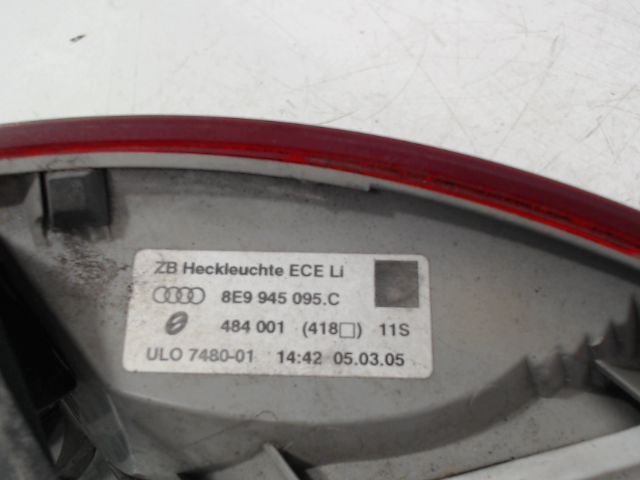 ZB Heckleuchte ECE Li
8E9 945 095.C
484 001 (418□) 11S
ULO 7480-01 14:42 05.03.05